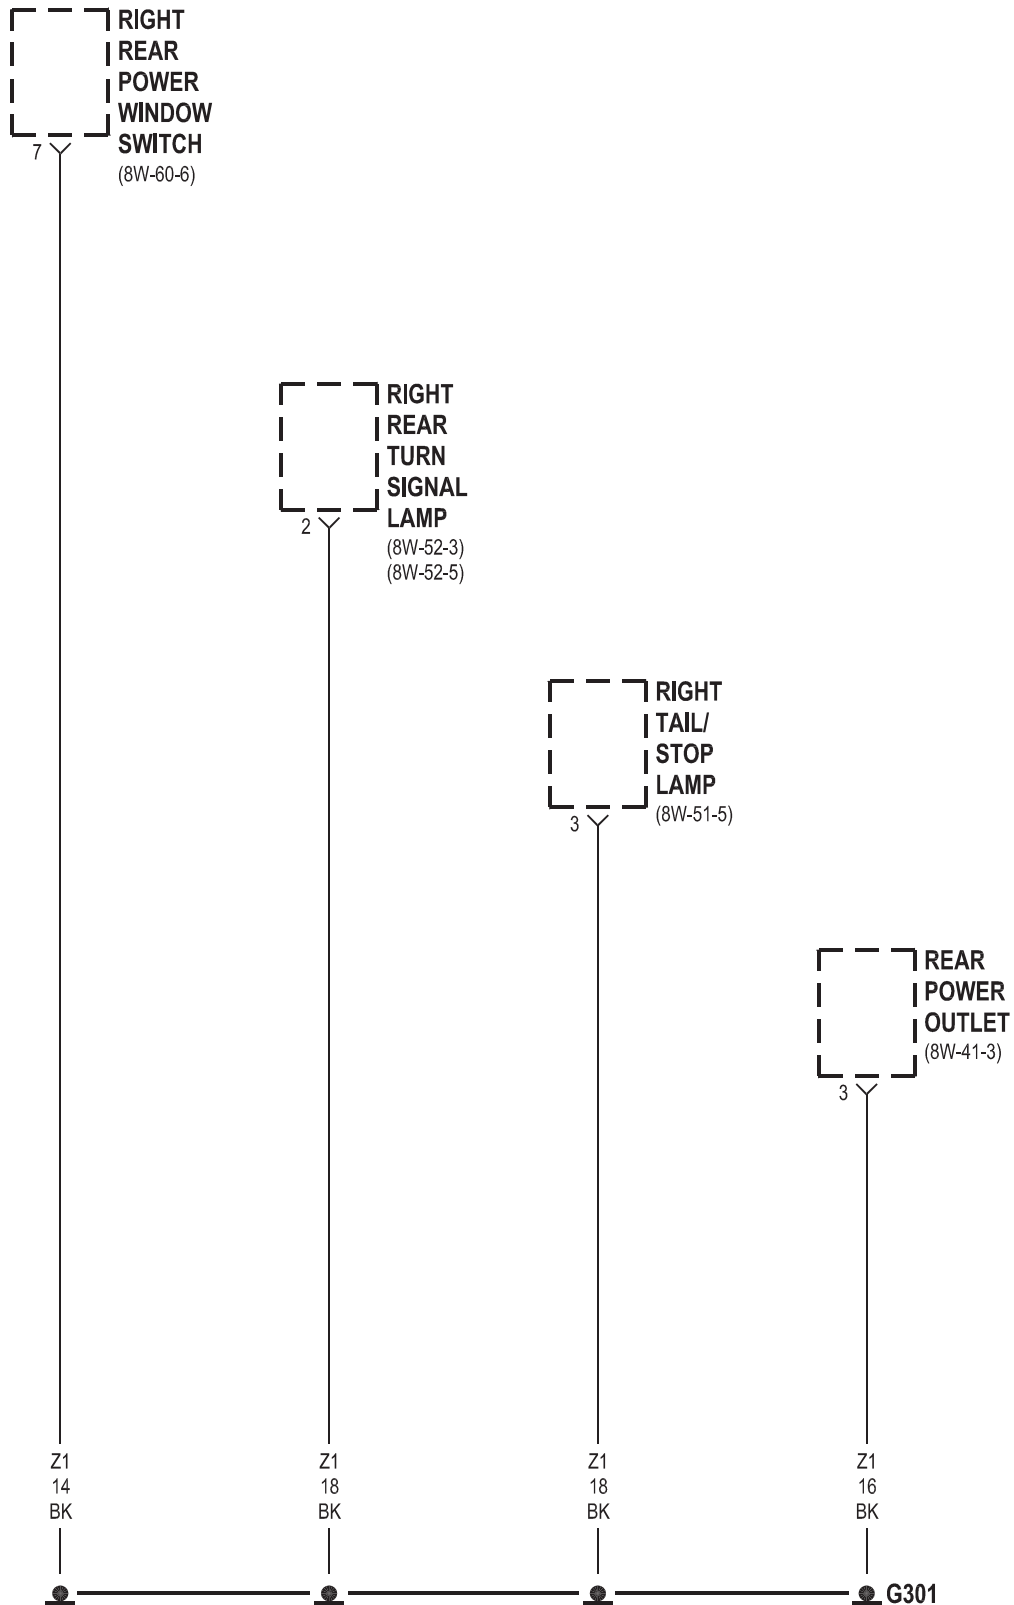 RIGHT
REAR
POWER
WINDOW
SWITCH
(8W-60-6)
7
RIGHT
REAR
TURN
SIGNAL
LAMP
(8W-52-3)
(8W-52-5)
2
RIGHT
TAIL/
STOP
LAMP
(8W-51-5)
3
REAR
POWER
OUTLET
(8W-41-3)
3
Z1
14
BK
Z1
18
BK
Z1
18
BK
Z1
16
BK
G301